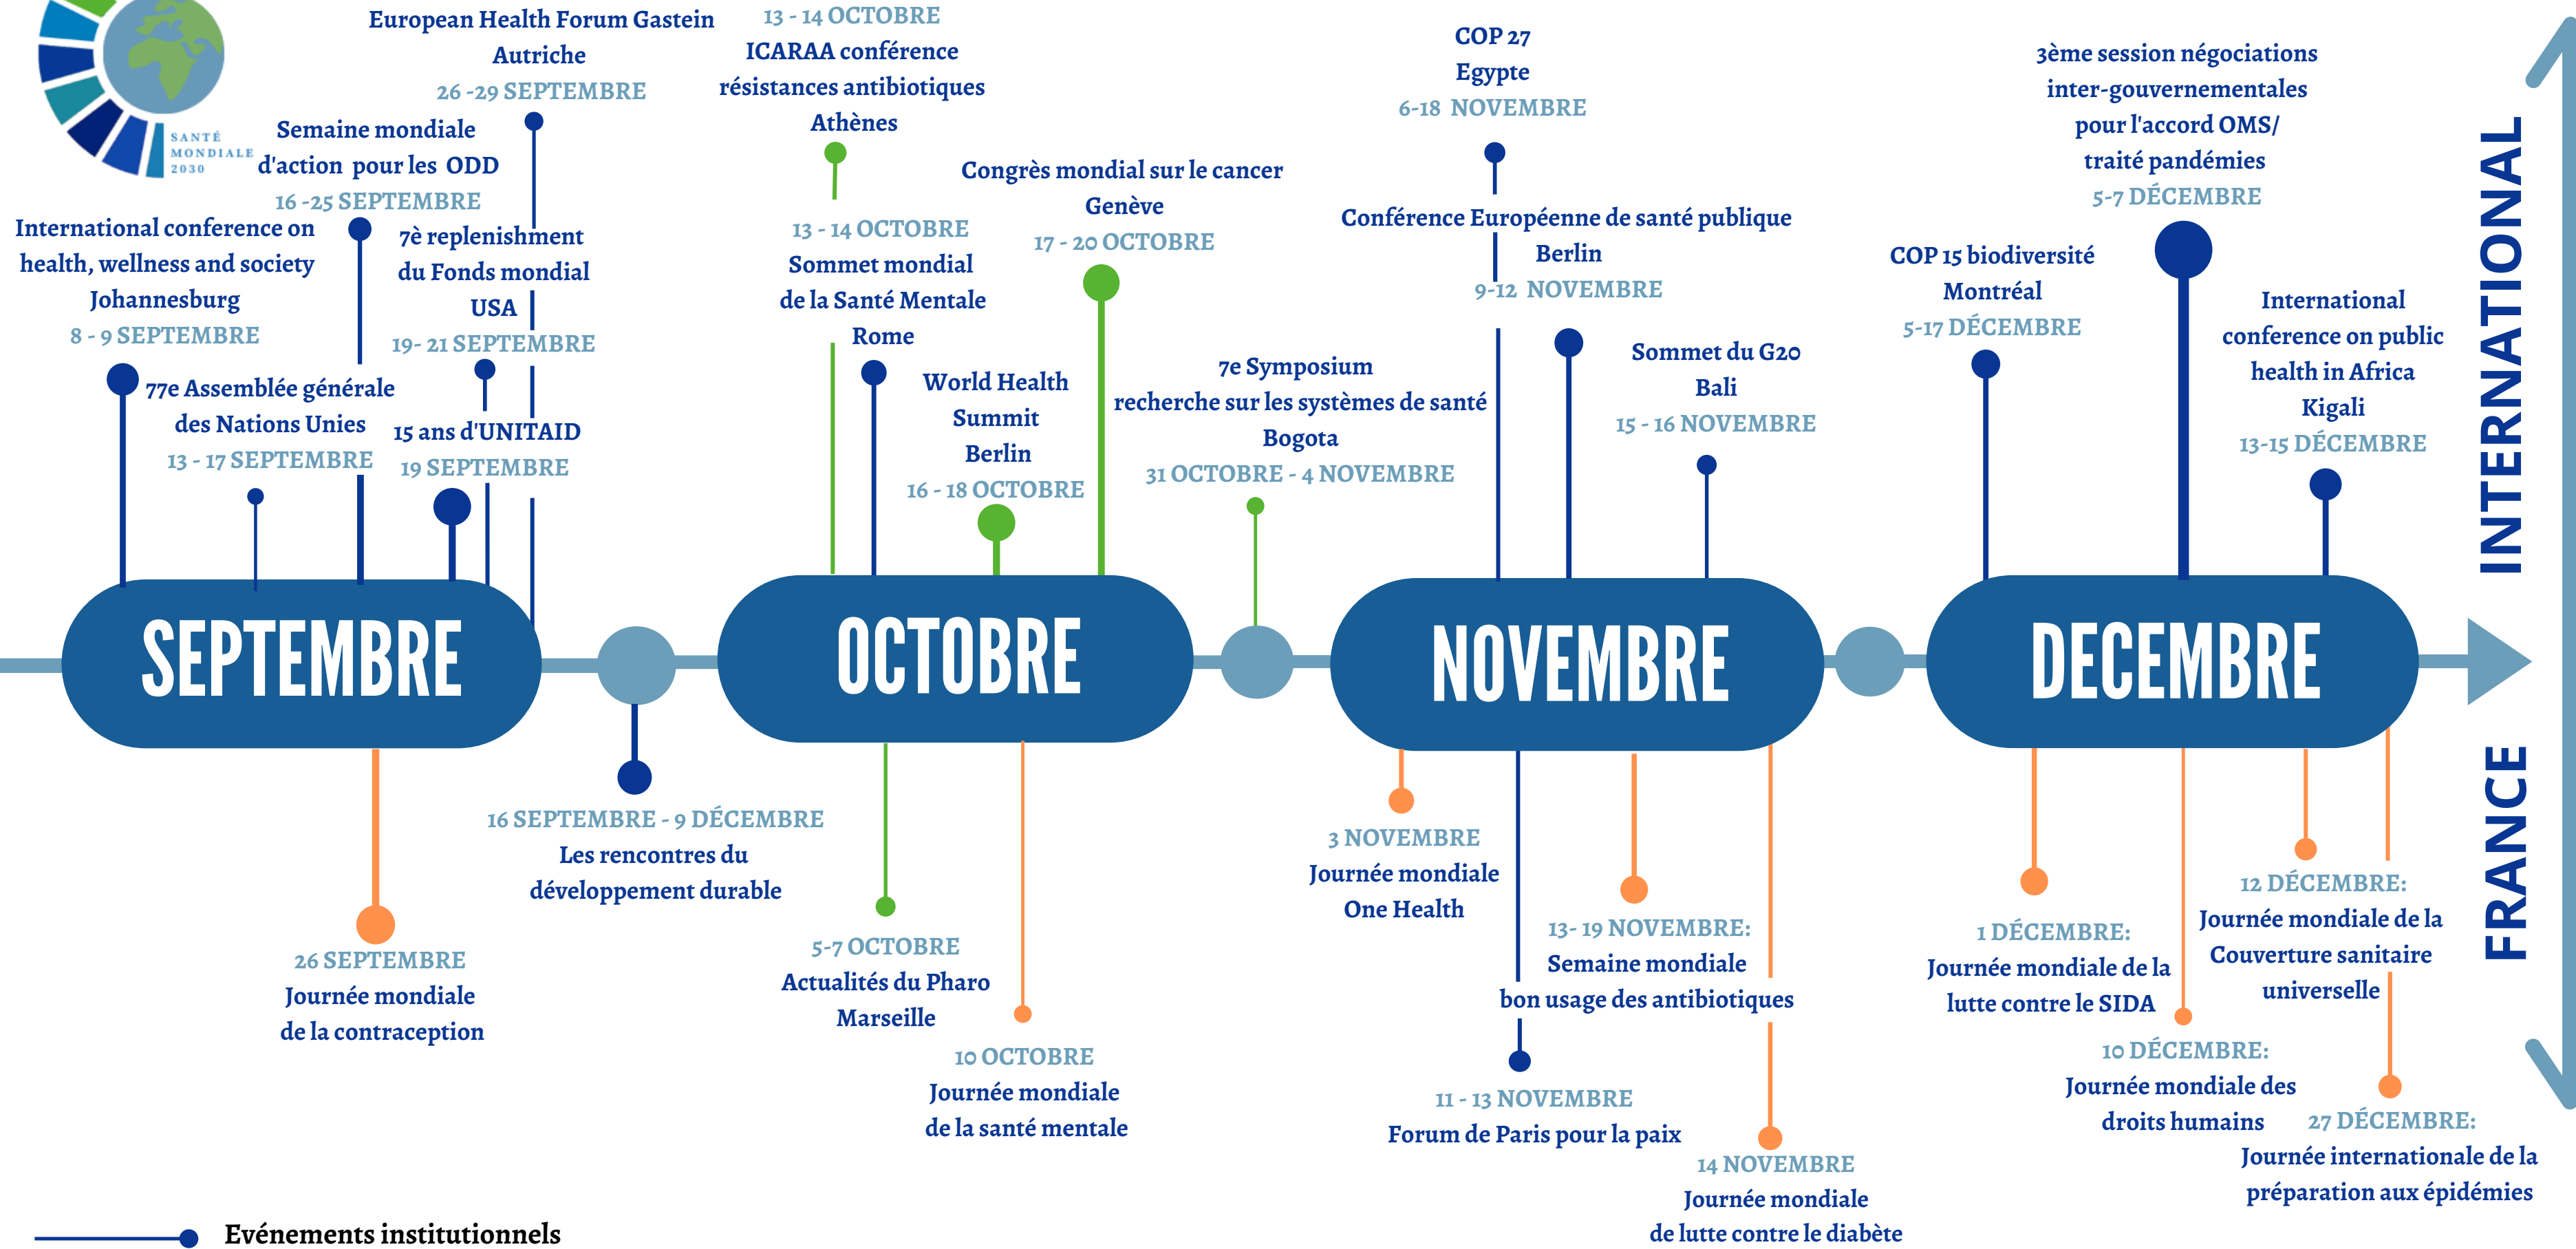 SANTÉ
MONDIALE
2030
European Health Forum Gastein
Autriche
26 -29 SEPTEMBRE
Semaine mondiale
d'action pour les ODD
16 -25 SEPTEMBRE
International conference on
health, wellness and society
Johannesburg
8 - 9 SEPTEMBRE
7è replenishment
du Fonds mondial
USA
19- 21 SEPTEMBRE
77e Assemblée générale
des Nations Unies
13 - 17 SEPTEMBRE
15 ans d'UNITAID
19 SEPTEMBRE
13 - 14 OCTOBRE
ICARAA conférence
résistances antibiotiques
Athènes
13 - 14 OCTOBRE
Sommet mondial
de la Santé Mentale
Rome
Congrès mondial sur le cancer
Genève
17 - 20 OCTOBRE
World Health
Summit
Berlin
16 - 18 OCTOBRE
7e Symposium
recherche sur les systèmes de santé
Bogota
31 OCTOBRE - 4 NOVEMBRE
COP 27
Egypte
6-18 NOVEMBRE
Conférence Européenne de santé publique
Berlin
9-12 NOVEMBRE
Sommet du G20
Bali
15 - 16 NOVEMBRE
3ème session négociations
inter-gouvernementales
pour l'accord OMS/
traité pandémies
5-7 DÉCEMBRE
COP 15 biodiversité
Montréal
5-17 DÉCEMBRE
International
conference on public
health in Africa
Kigali
13-15 DÉCEMBRE
INTERNATIONAL
SEPTEMBRE
OCTOBRE
NOVEMBRE
DECEMBRE
FRANCE
26 SEPTEMBRE
Journée mondiale
de la contraception
16 SEPTEMBRE - 9 DÉCEMBRE
Les rencontres du
développement durable
5-7 OCTOBRE
Actualités du Pharo
Marseille
10 OCTOBRE
Journée mondiale
de la santé mentale
3 NOVEMBRE
Journée mondiale
One Health
13- 19 NOVEMBRE:
Semaine mondiale
bon usage des antibiotiques
11 - 13 NOVEMBRE
Forum de Paris pour la paix
14 NOVEMBRE
Journée mondiale
de lutte contre le diabète
1 DÉCEMBRE:
Journée mondiale de la
lutte contre le SIDA
12 DÉCEMBRE:
Journée mondiale de la
Couverture sanitaire
universelle
10 DÉCEMBRE:
Journée mondiale des
droits humains
27 DÉCEMBRE:
Journée internationale de la
préparation aux épidémies
Evénements institutionnels